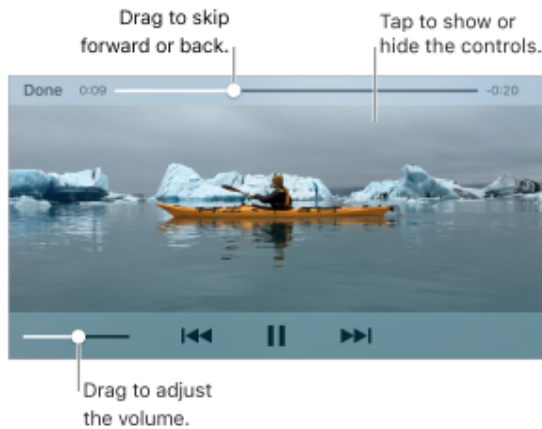 Drag to skip
forward or back.
Tap to show or
hide the controls.
Done 0:09 -0:20
Drag to adjust
the volume.